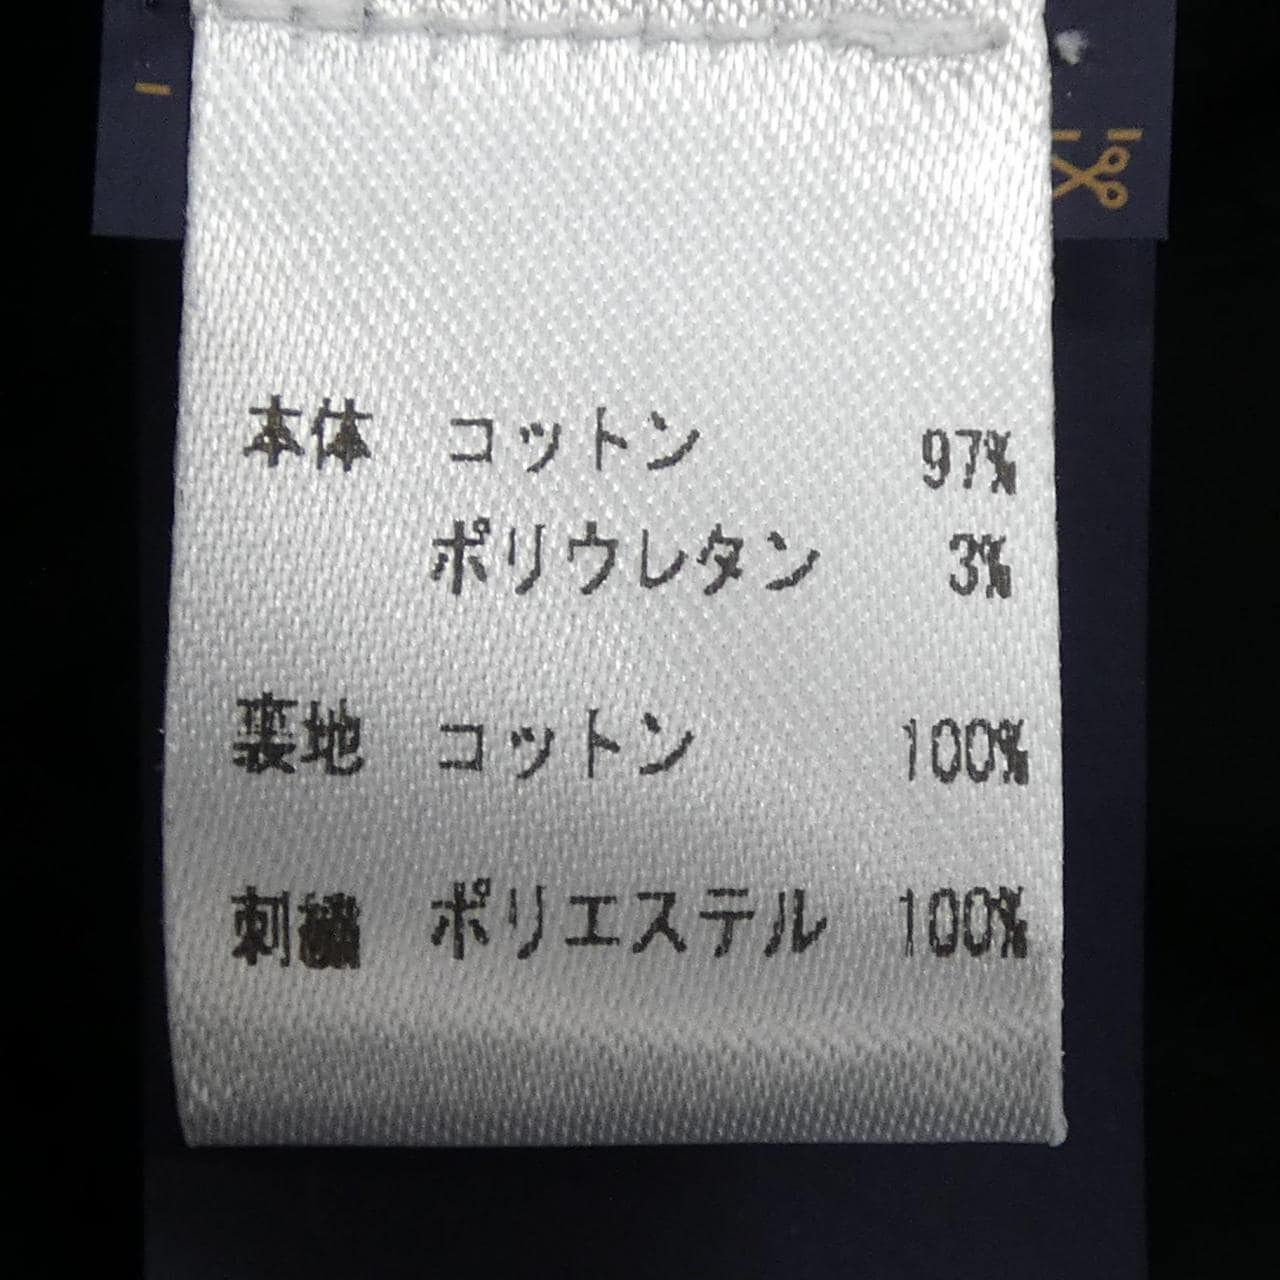 本体 コットン 97%
ポリウレタン 3%
裏地 コットン 100%
刺繍 ポリエステル 100%